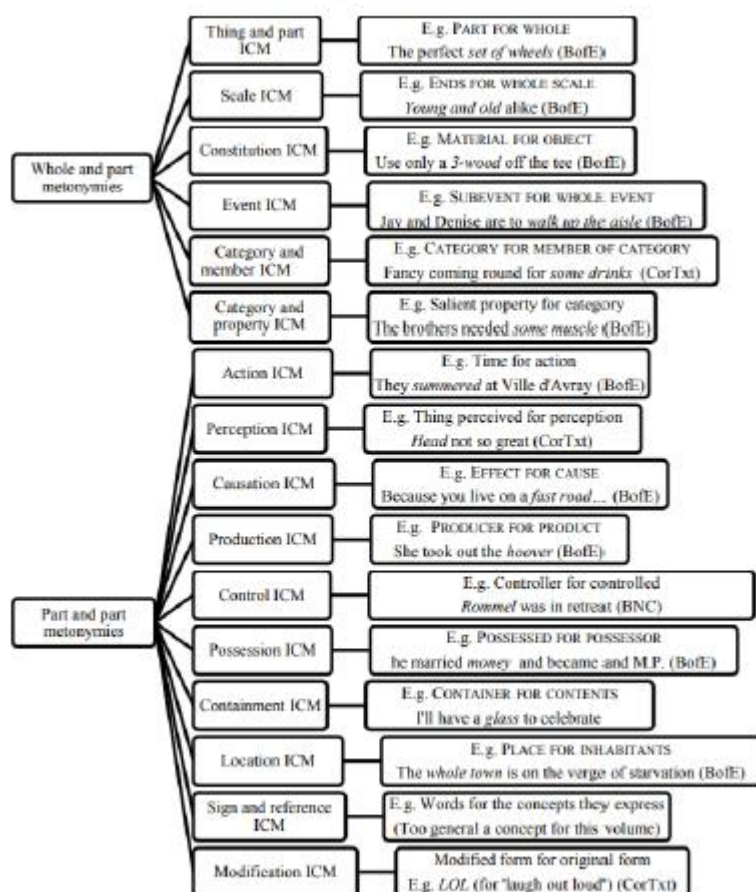 Whole and part
metonymies
Thing and part
ICM
E.g. PART FOR WHOLE
The perfect set of wheels (BofE)
Scale ICM
E.g. ENDS FOR WHOLE SCALE
Young and old alike (BofE)
Constitution ICM
E.g. MATERIAL FOR OBJECT
Use only a 3-wood off the tee (BofE)
Event ICM
E.g. SUBEVENT FOR WHOLE EVENT
Jay and Denise are to walk up the aisle (BofE)
Category and
member ICM
E.g. CATEGORY FOR MEMBER OF CATEGORY
Fancy coming round for some drinks (CorTxt)
Category and
property ICM
E.g. Salient property for category
The brothers needed some muscle (BofE)
Part and part
metonymies
Action ICM
E.g. Time for action
They summered at Ville d'Avray (BofE)
Perception ICM
E.g. Thing perceived for perception
Head not so great (CorTxt)
Causation ICM
E.g. EFFECT FOR CAUSE
Because you live on a fast road... (BofE)
Production ICM
E.g. PRODUCER FOR PRODUCT
She took out the hoover (BofE)
Control ICM
E.g. Controller for controlled
Rommel was in retreat (BNC)
Possession ICM
E.g. POSSESSED FOR POSSESSOR
he married money and became and M.P. (BofE)
Containment ICM
E.g. CONTAINER FOR CONTENTS
I'll have a glass to celebrate
Location ICM
E.g. PLACE FOR INHABITANTS
The whole town is on the verge of starvation (BofE)
Sign and reference
ICM
E.g. Words for the concepts they express
(Too general a concept for this volume)
Modification ICM
Modified form for original form
E.g. LOL (for "laugh out loud") (CorTxt)